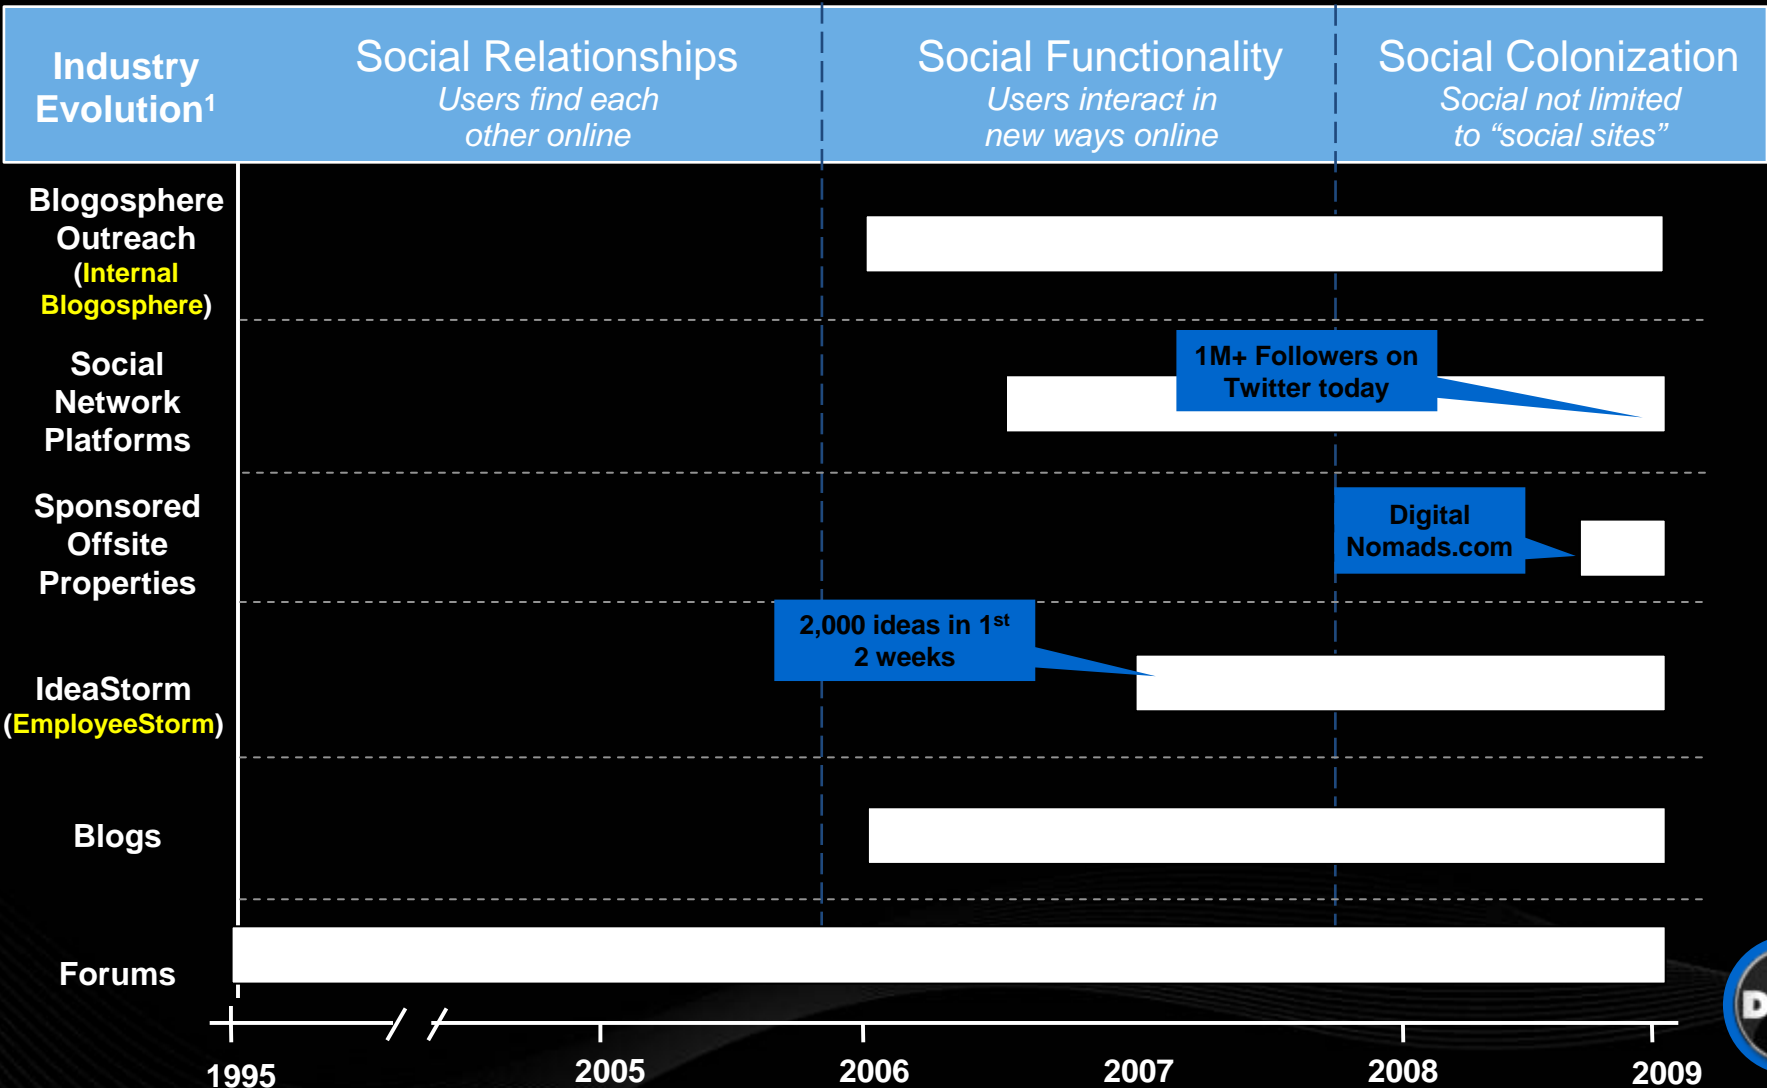 Industry
Evolution¹
Social Relationships
Users find each
other online
Social Functionality
Users interact in
new ways online
Social Colonization
Social not limited
to “social sites”
Blogosphere
Outreach
(Internal
Blogosphere)
Social
Network
Platforms
1M+ Followers on
Twitter today
Sponsored
Offsite
Properties
Digital
Nomads.com
2,000 ideas in 1st
2 weeks
IdeaStorm
(EmployeeStorm)
Blogs
Forums
1995
2005
2006
2007
2008
2009